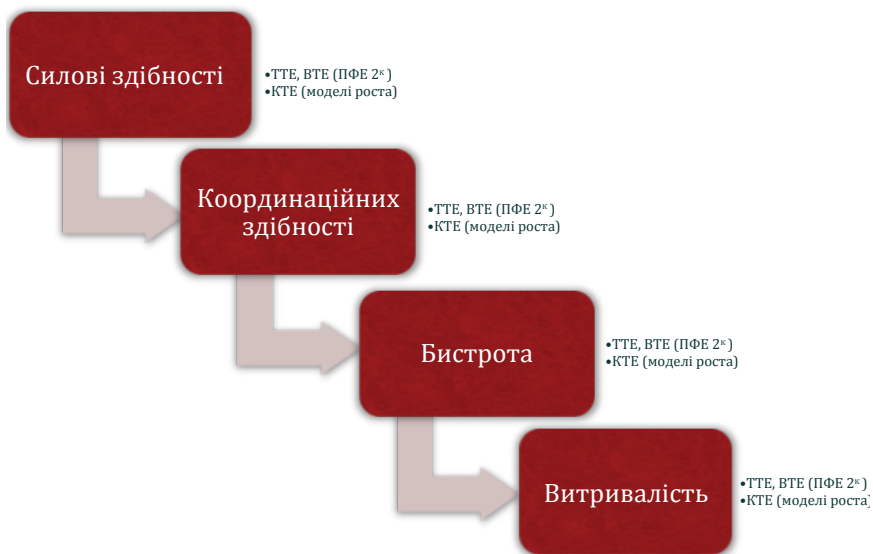 Силові здібності
•ТТЕ, ВТЕ (ПФЕ 2ᵏ)
•КТЕ (моделі роста)
Координаційних
здібності
•ТТЕ, ВТЕ (ПФЕ 2ᵏ)
•КТЕ (моделі роста)
Бистрота
•ТТЕ, ВТЕ (ПФЕ 2ᵏ)
•КТЕ (моделі роста)
Витривалість
•ТТЕ, ВТЕ (ПФЕ 2ᵏ)
•КТЕ (моделі роста)